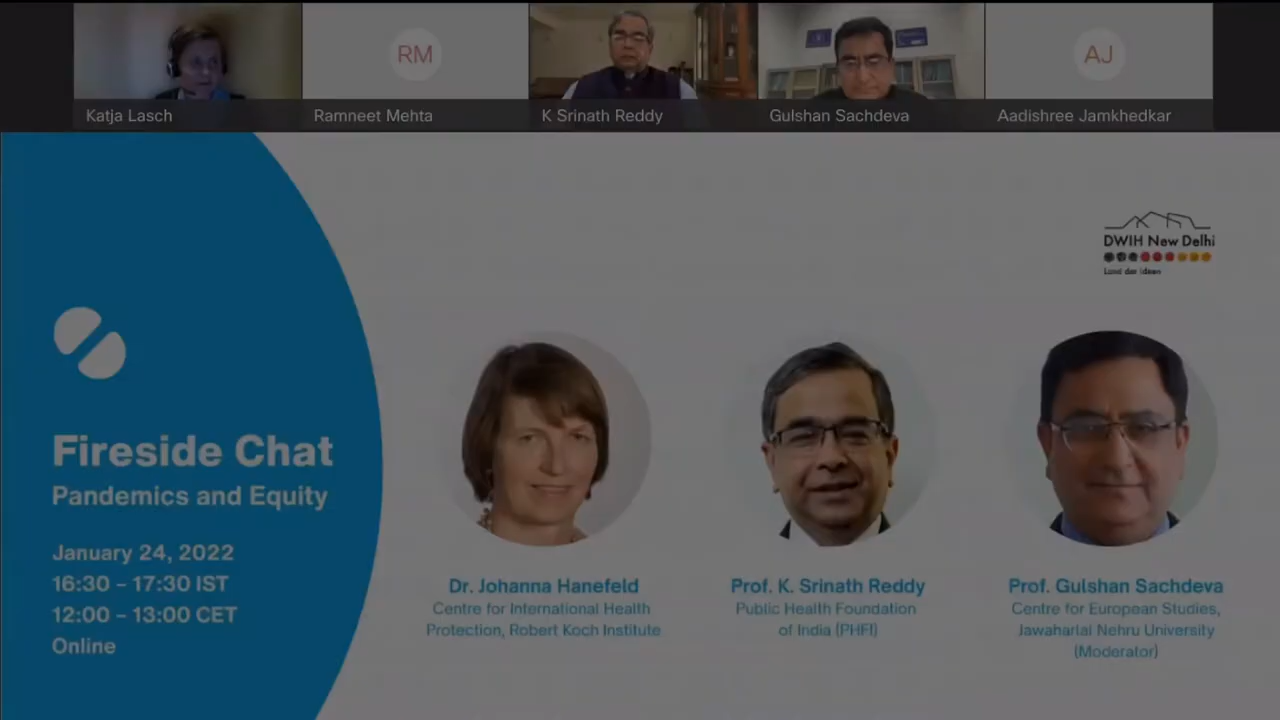 RM
AJ
Katja Lasch
Ramneet Mehta
K Srinath Reddy
Gulshan Sachdeva
Aadishree Jamkhedkar
DWIH New Delhi
Land der Ideen
Fireside Chat
Pandemics and Equity
January 24, 2022
16:30 – 17:30 IST
12:00 – 13:00 CET
Online
Dr. Johanna Hanefeld
Centre for International Health
Protection, Robert Koch Institute
Prof. K. Srinath Reddy
Public Health Foundation
of India (PHFI)
Prof. Gulshan Sachdeva
Centre for European Studies,
Jawaharlal Nehru University
(Moderator)